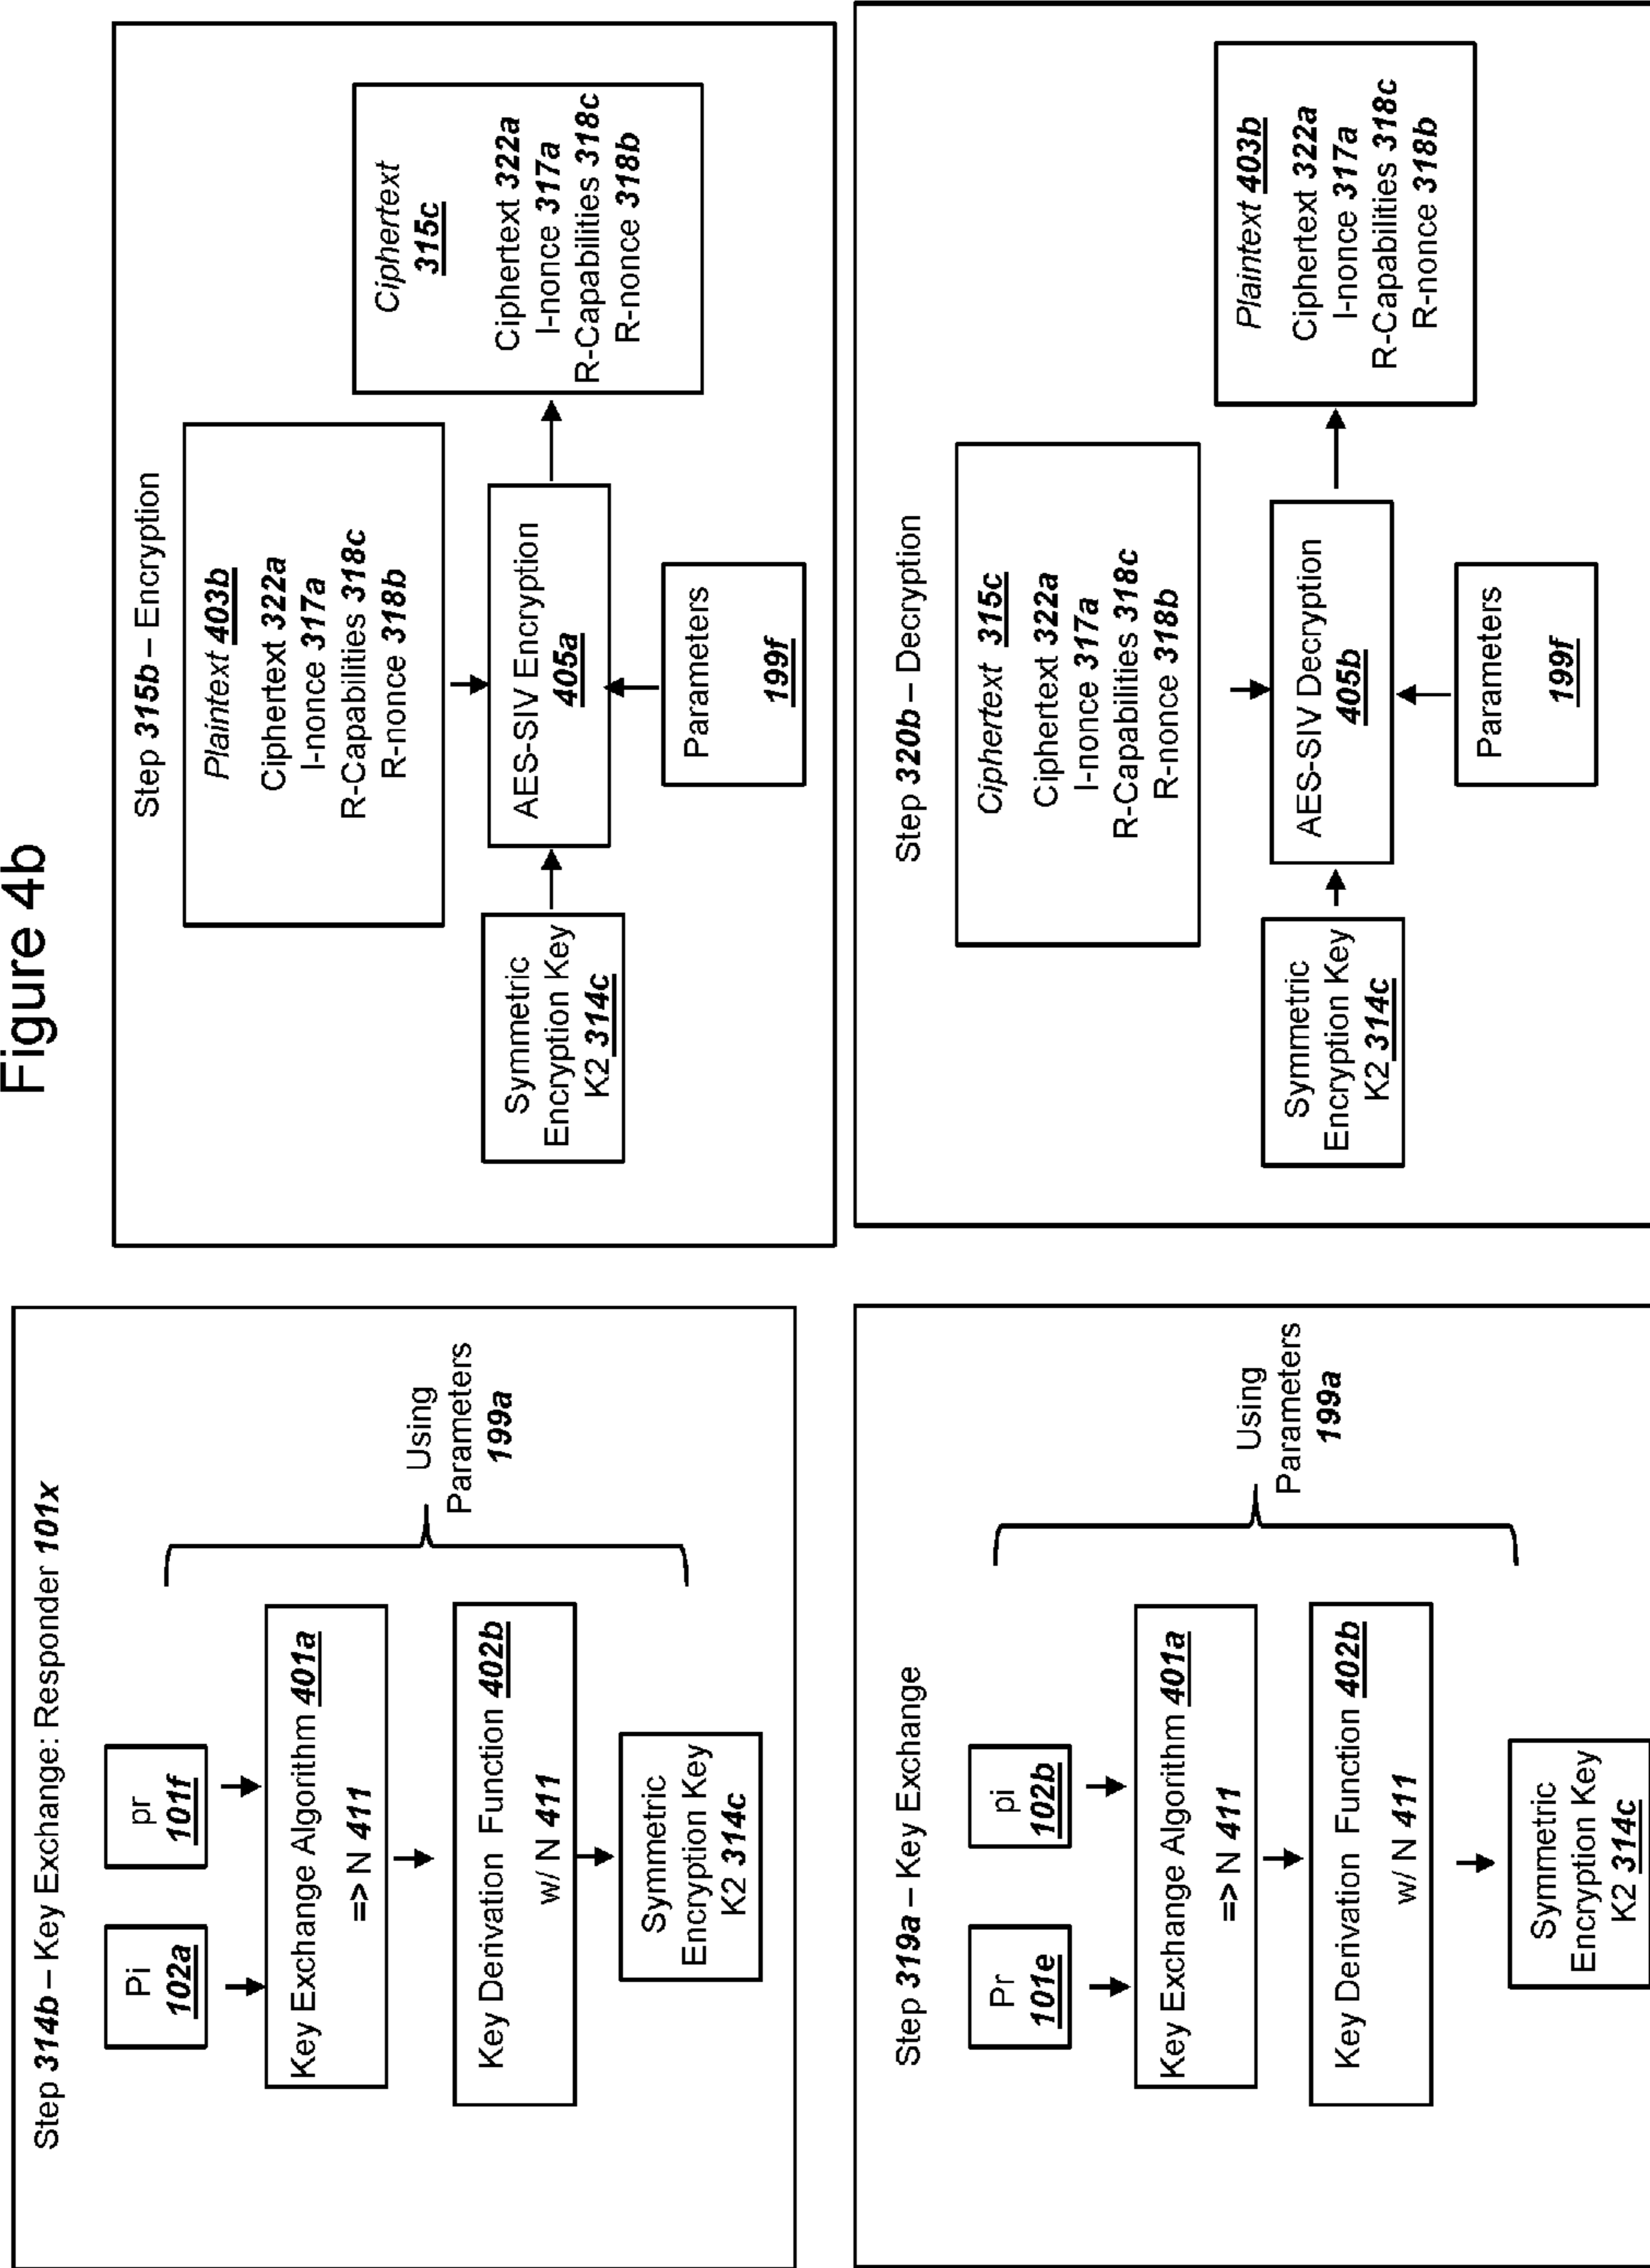 Figure 4b
Step 314b – Key Exchange: Responder 101x
Pi
102a
pr
101f
Key Exchange Algorithm 401a
=> N 411
Key Derivation Function 402b
w/ N 411
Symmetric
Encryption Key
K2 314c
Using
Parameters
199a
Step 315b – Encryption
Plaintext 403b
Ciphertext 322a
I-nonce 317a
R-Capabilities 318c
R-nonce 318b
Symmetric
Encryption Key
K2 314c
AES-SIV Encryption
405a
Parameters
199f
Ciphertext
315c
Ciphertext 322a
I-nonce 317a
R-Capabilities 318c
R-nonce 318b
Step 319a – Key Exchange
Pr
101e
pi
102b
Key Exchange Algorithm 401a
=> N 411
Key Derivation Function 402b
w/ N 411
Symmetric
Encryption Key
K2 314c
Using
Parameters
199a
Step 320b – Decryption
Ciphertext 315c
Ciphertext 322a
I-nonce 317a
R-Capabilities 318c
R-nonce 318b
Symmetric
Encryption Key
K2 314c
AES-SIV Decryption
405b
Parameters
199f
Plaintext 403b
Ciphertext 322a
I-nonce 317a
R-Capabilities 318c
R-nonce 318b